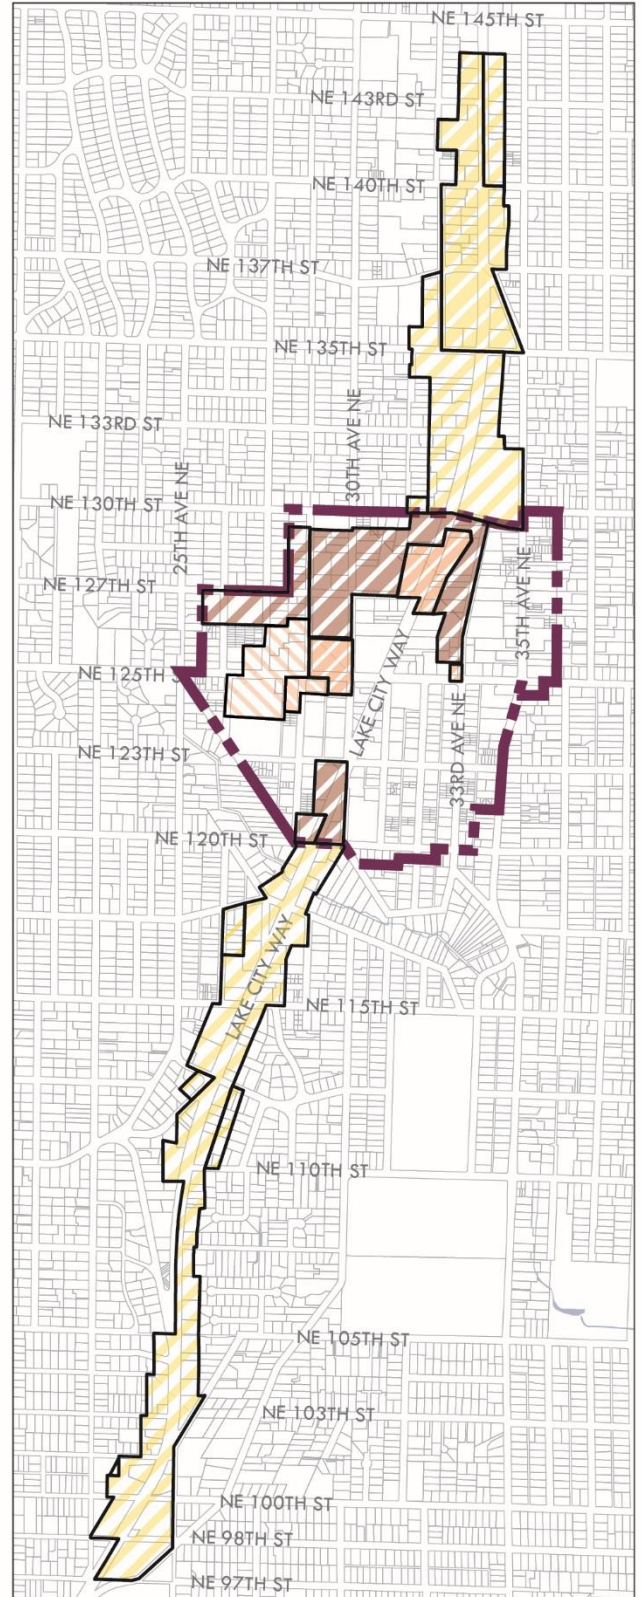 NE 145TH ST
NE 143RD ST
NE 140TH ST
NE 137TH ST
NE 135TH ST
30TH AVE NE
NE 133RD ST
25TH AVE NE
NE 130TH ST
35TH AVE NE
NE 127TH ST
LAKE CITY WAY
NE 125TH S
33RD AVE NE
NE 123TH ST
NE 120TH ST
LAKE CITY WAY
NE 115TH ST
NE 110TH ST
NE 105TH ST
NE 103TH ST
NE 100TH ST
NE 98TH ST
NE 97TH ST